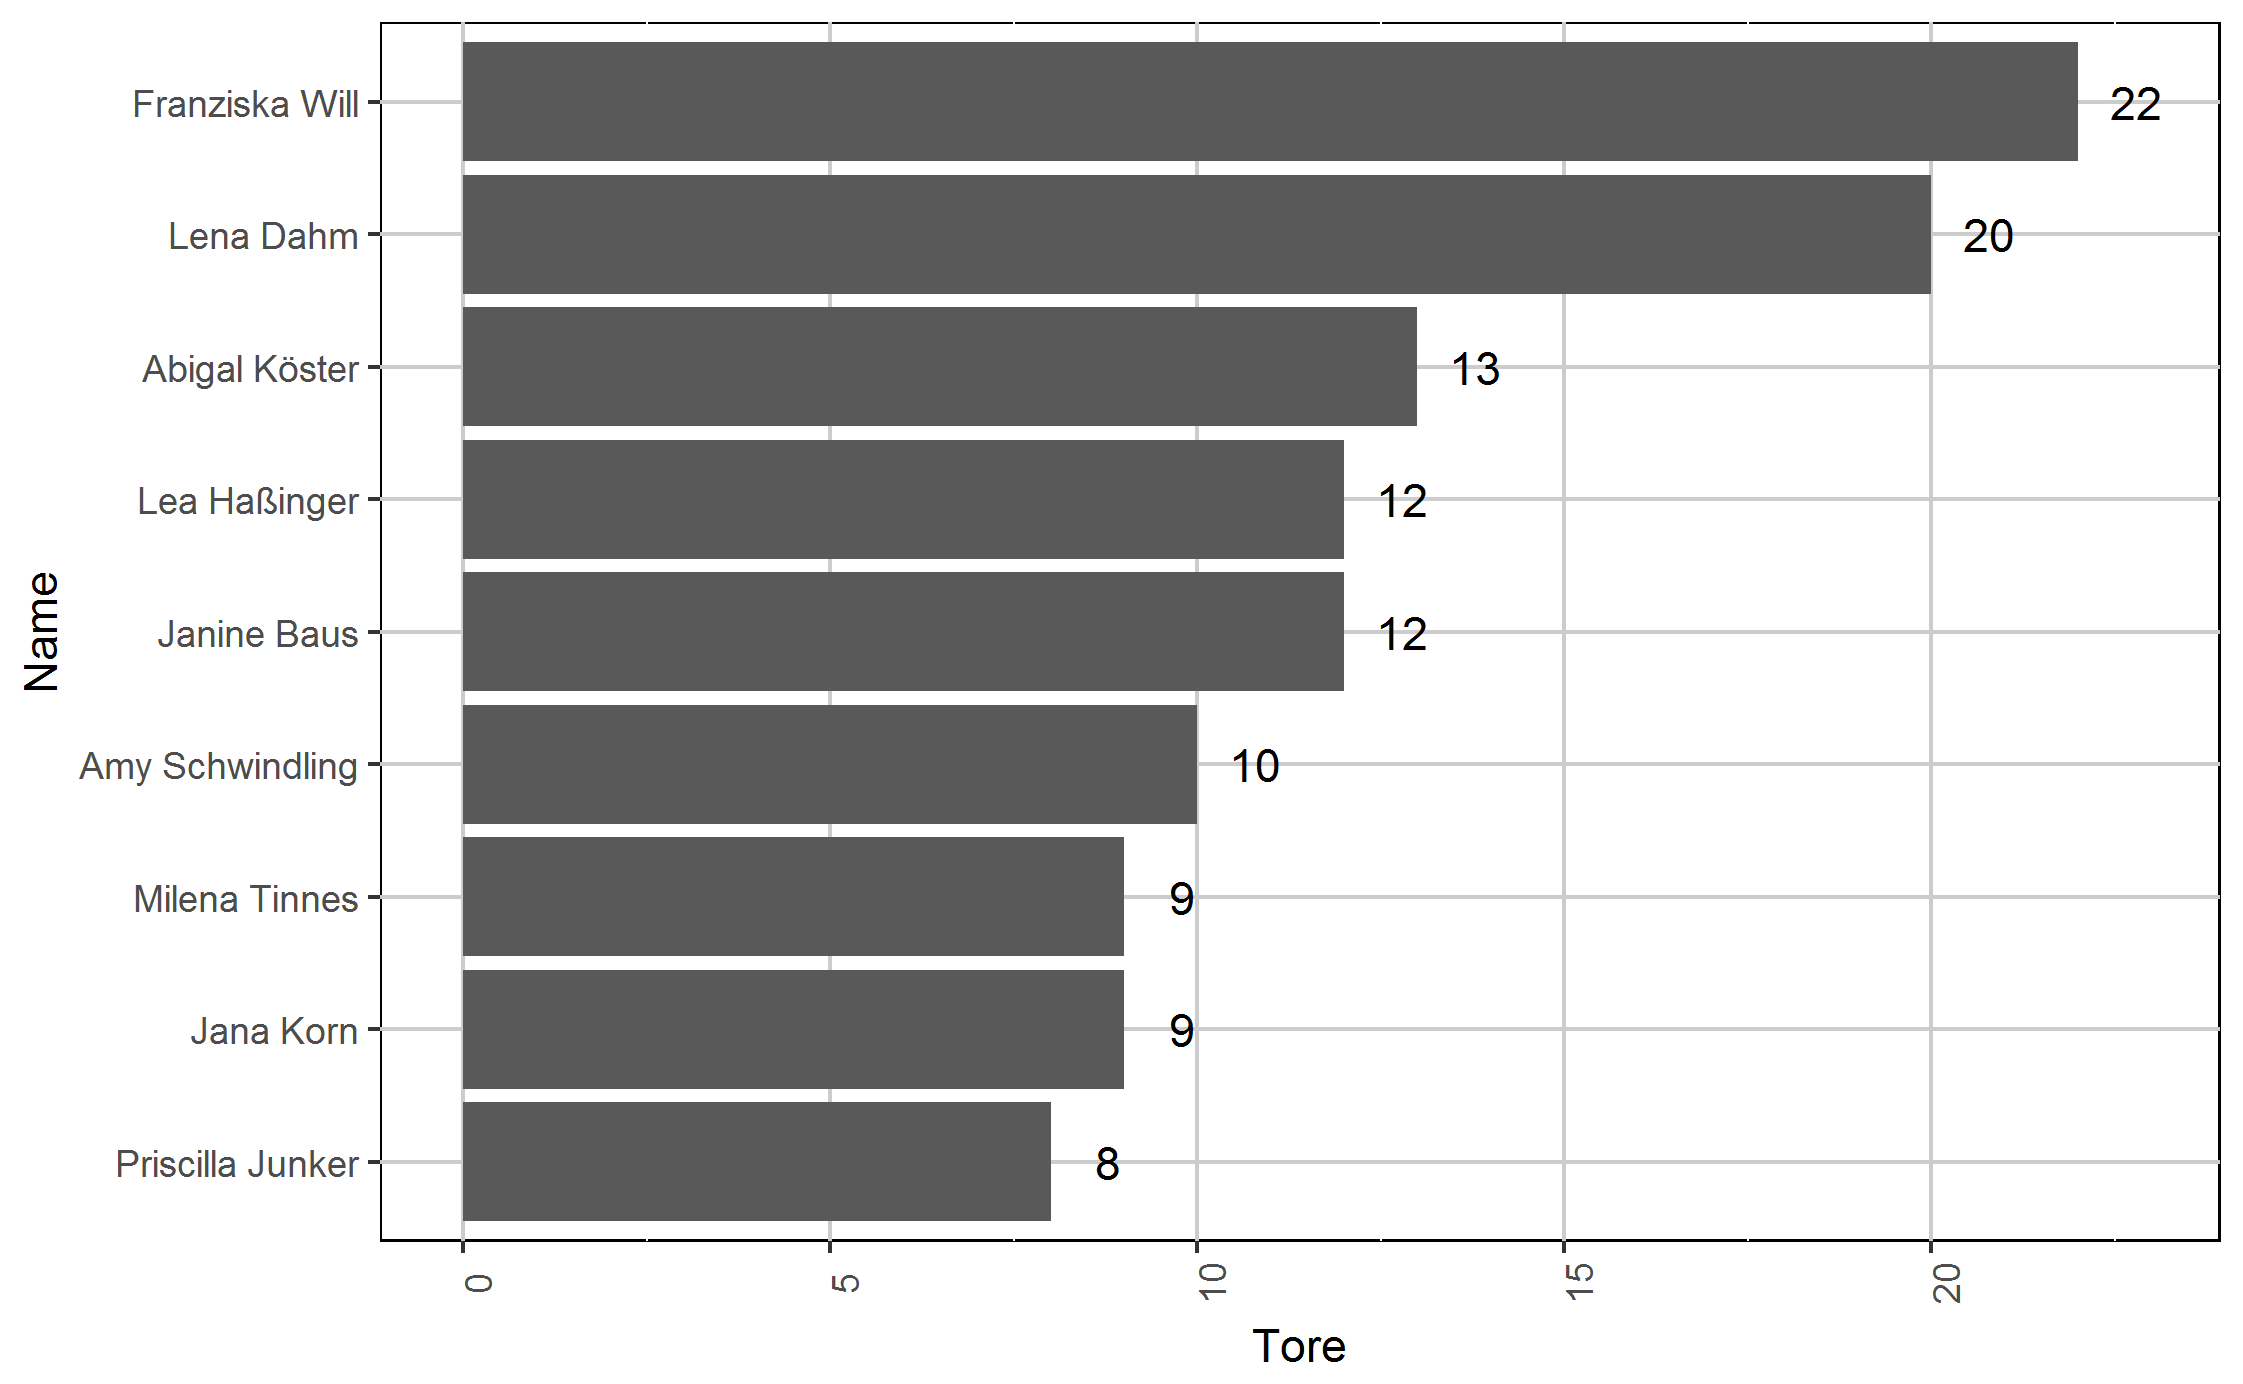 Franziska Will 22
Lena Dahm 20
Abigal Köster 13
Lea Haßinger 12
Janine Baus 12
Amy Schwindling 10
Milena Tinnes 9
Jana Korn 9
Priscilla Junker 8
Name
0 5 10 15 20
Tore